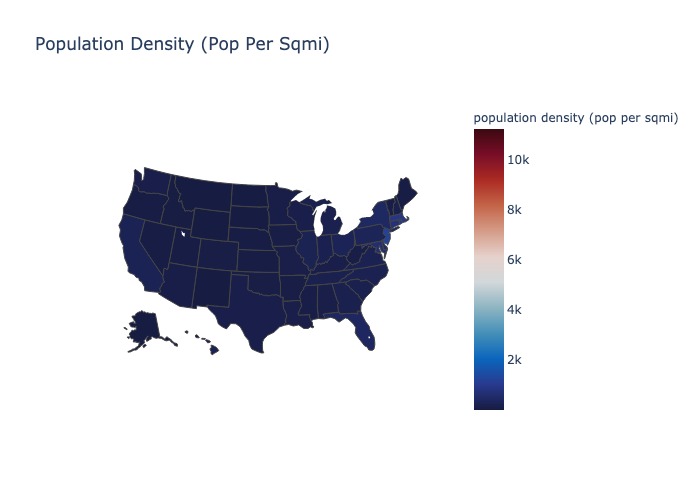 Population Density (Pop Per Sqmi)
population density (pop per sqmi)
10k
8k
6k
4k
2k